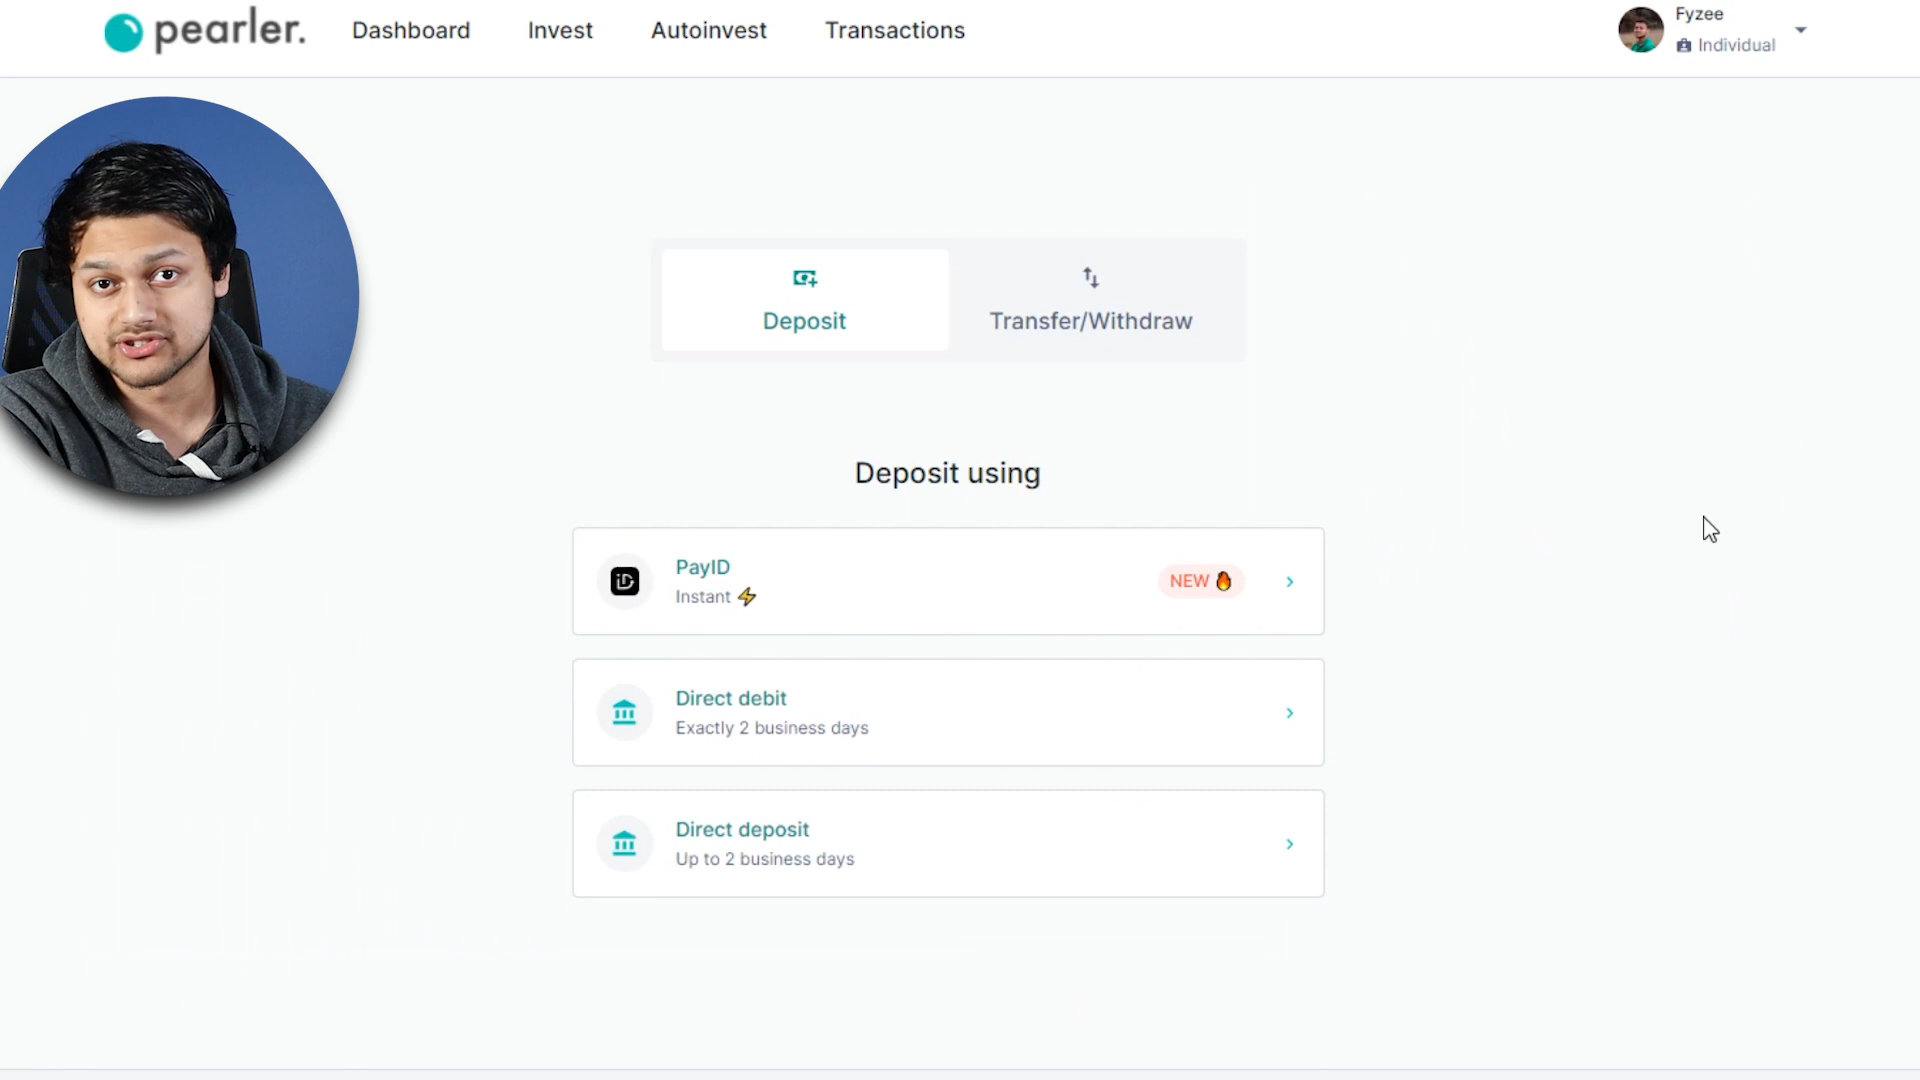 pearler.
Dashboard
Invest
Autoinvest
Transactions
Fyzee
Individual
Deposit
Transfer/Withdraw
Deposit using
PayID
Instant ⚡
NEW 🔥
Direct debit
Exactly 2 business days
Direct deposit
Up to 2 business days